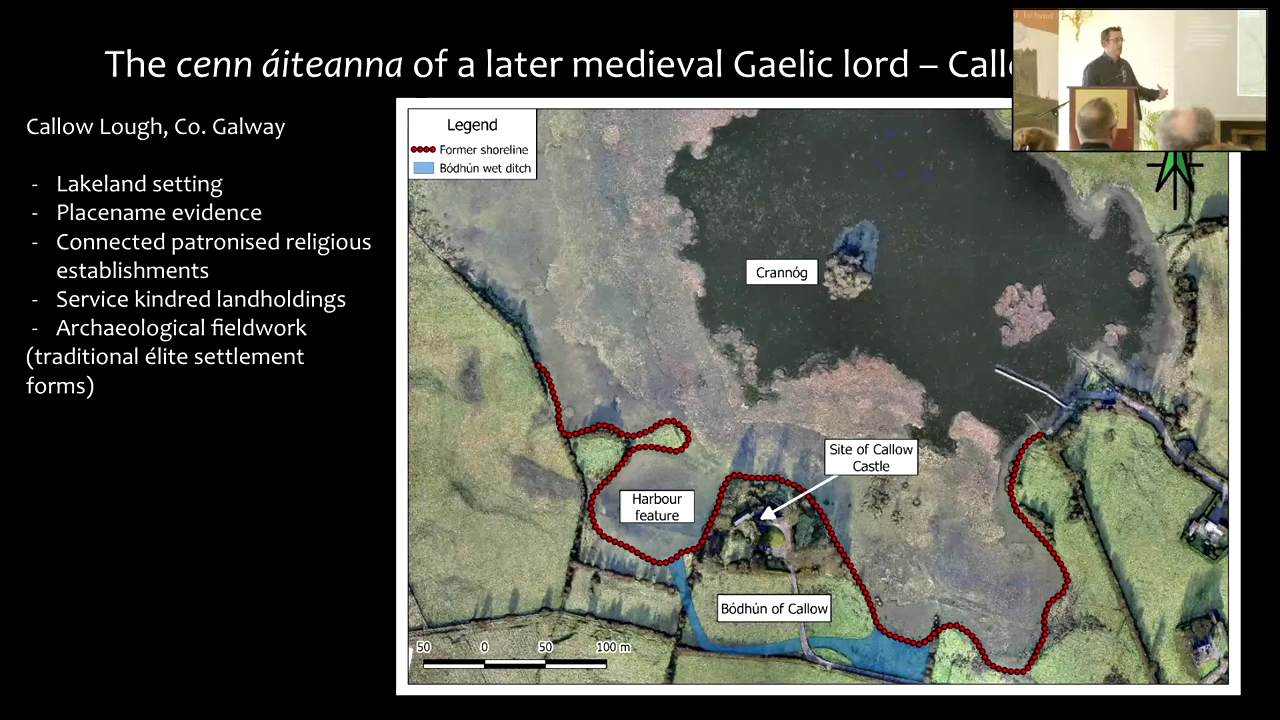 The cenn áiteanna of a later medieval Gaelic lord – Call
Callow Lough, Co. Galway
- Lakeland setting
- Placename evidence
- Connected patronised religious
establishments
- Service kindred landholdings
- Archaeological fieldwork
(traditional élite settlement
forms)
Legend
Former shoreline
Bódhún wet ditch
Crannóg
Site of Callow
Castle
Harbour
feature
Bódhún of Callow
50 0 50 100 m